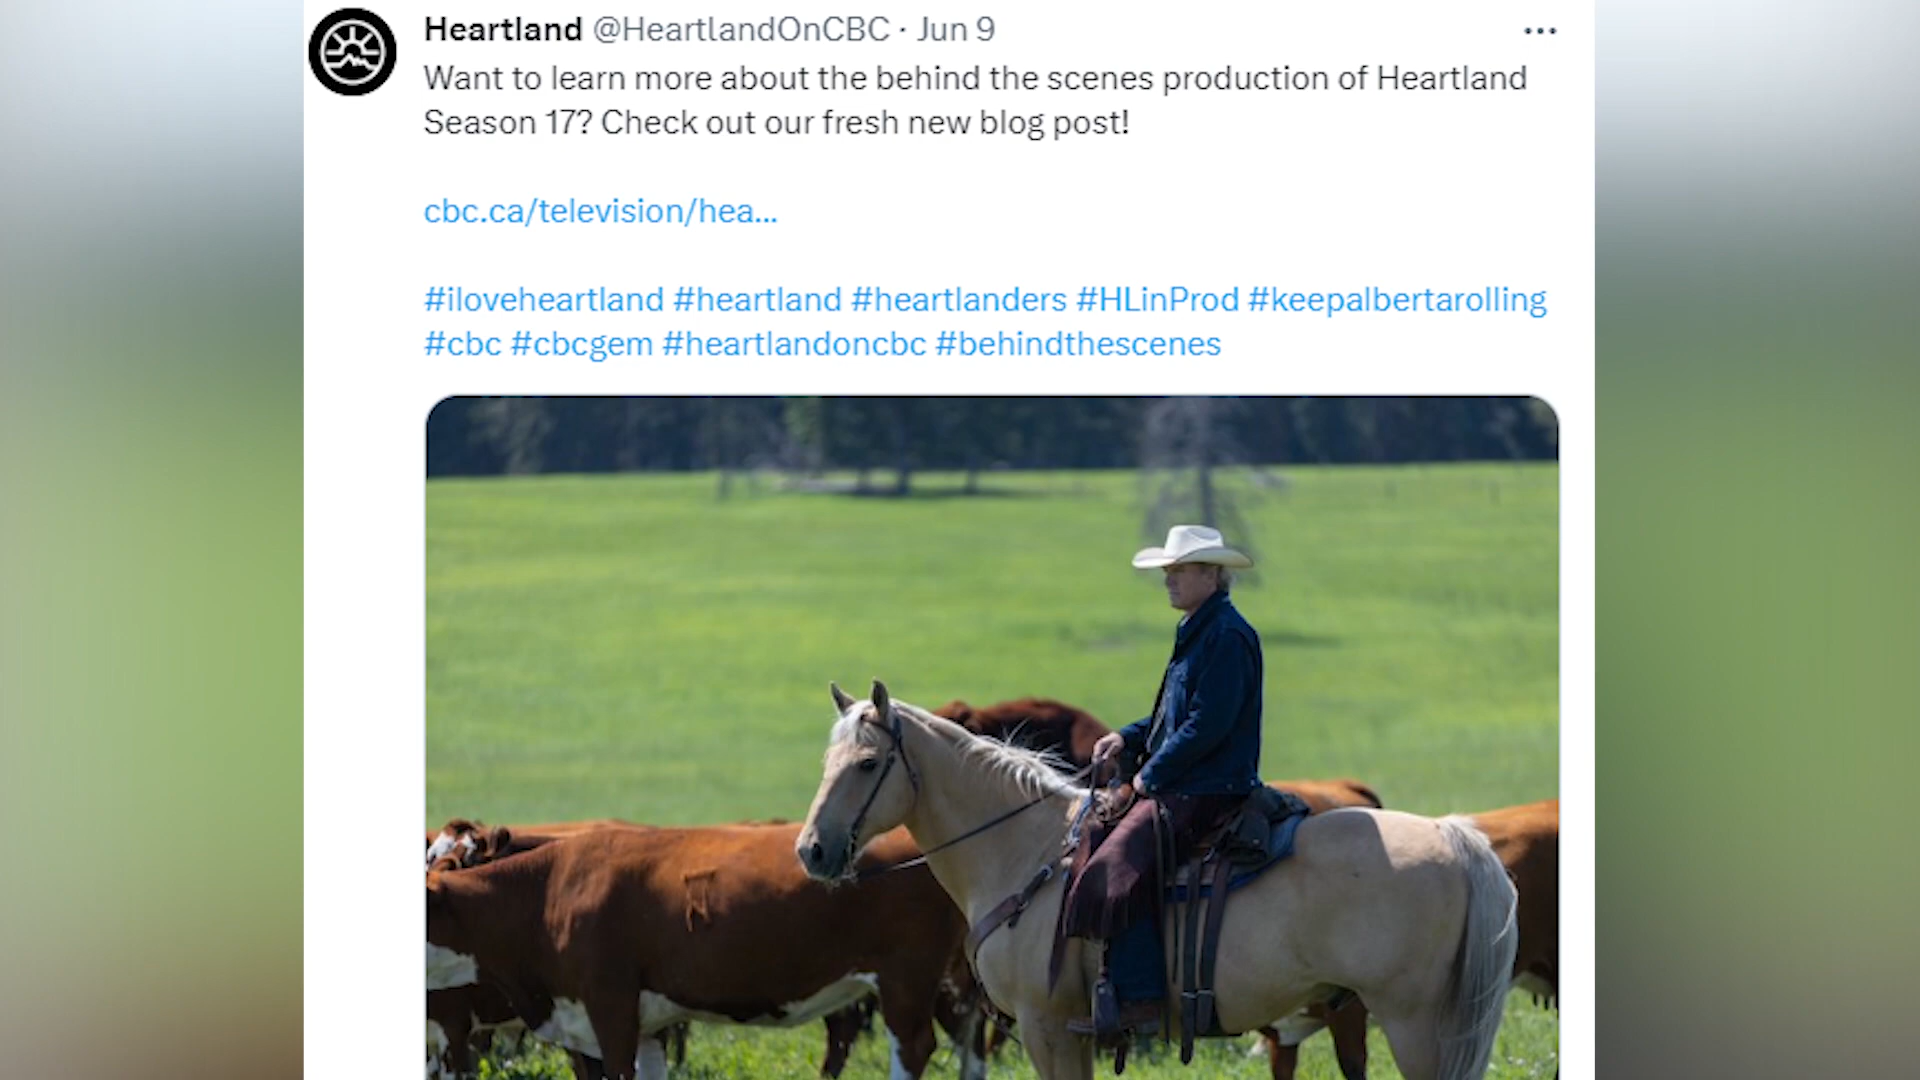 Heartland @HeartlandOnCBC · Jun 9
Want to learn more about the behind the scenes production of Heartland
Season 17? Check out our fresh new blog post!
cbc.ca/television/hea...
#iloveheartland #heartland #heartlanders #HLinProd #keepalbertarolling
#cbc #cbcgem #heartlandoncbc #behindthescenes